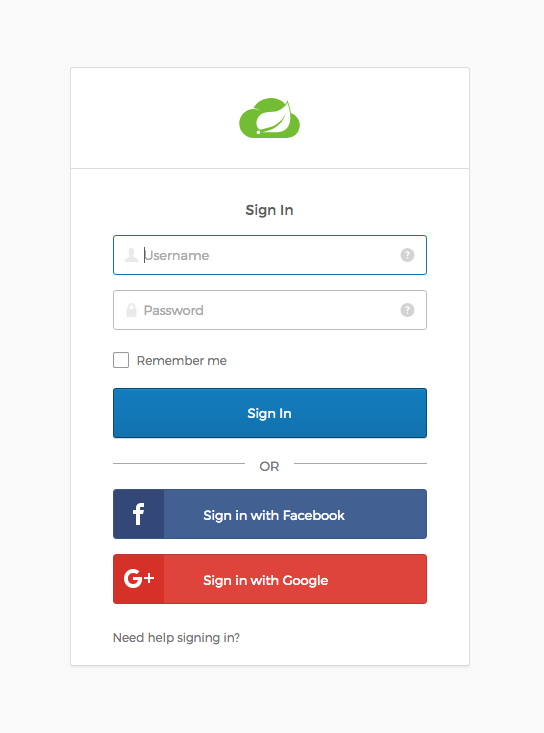 Sign In
Username ?
Password ?
Remember me
Sign In
OR
f Sign in with Facebook
G+ Sign in with Google
Need help signing in?